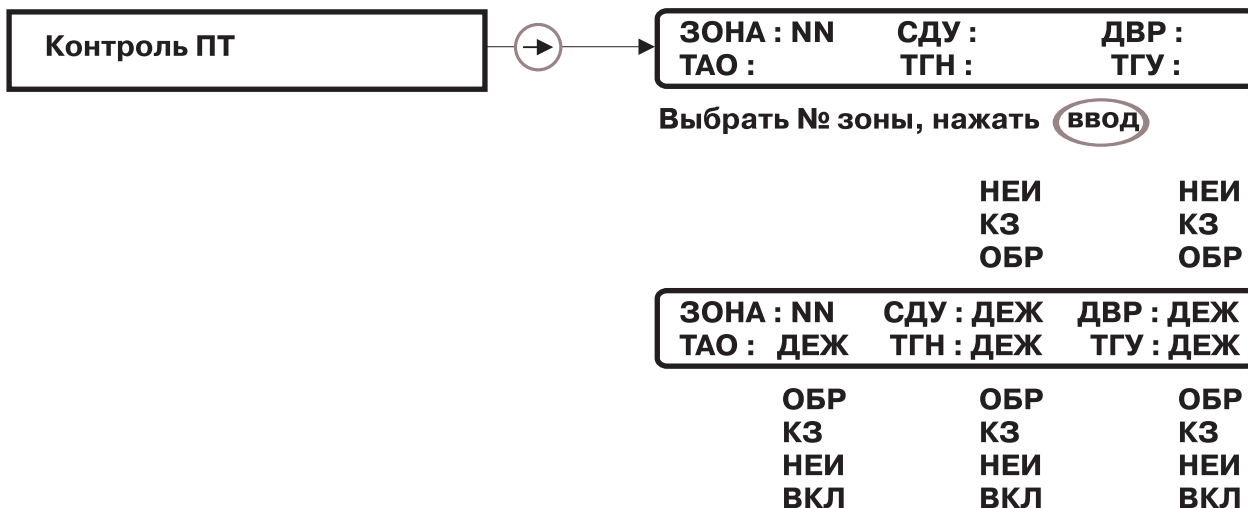 Контроль ПТ
ЗОНА : NN СДУ : ДВР :
ТАО : ТГН : ТГУ :
Выбрать № зоны, нажать ввод
НЕИ НЕИ
КЗ КЗ
ОБР ОБР
ЗОНА : NN СДУ : ДЕЖ ДВР : ДЕЖ
ТАО : ДЕЖ ТГН : ДЕЖ ТГУ : ДЕЖ
ОБР ОБР ОБР
КЗ КЗ КЗ
НЕИ НЕИ НЕИ
ВКЛ ВКЛ ВКЛ